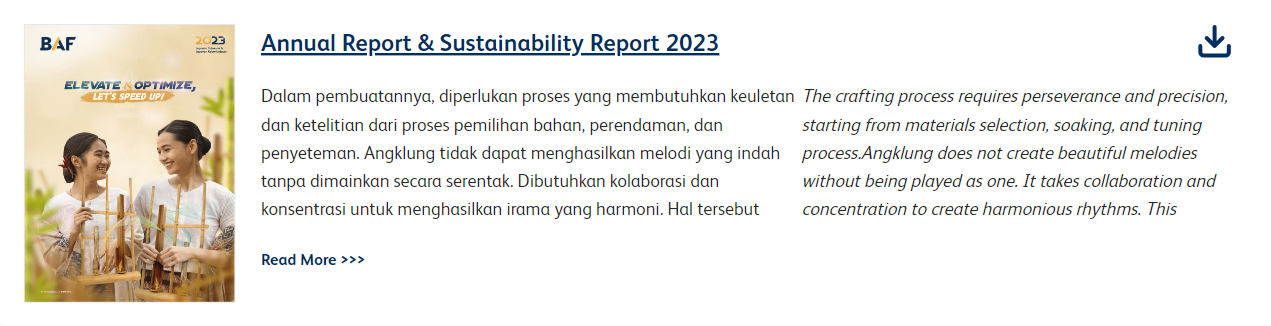 BAF
2023
Laporan Tahunan &
Laporan Keberlanjutan
ELEVATE & OPTIMIZE,
LET'S SPEED UP!
Annual Report & Sustainability Report 2023
Dalam pembuatannya, diperlukan proses yang membutuhkan keuletan
dan ketelitian dari proses pemilihan bahan, perendaman, dan
penyeteman. Angklung tidak dapat menghasilkan melodi yang indah
tanpa dimainkan secara serentak. Dibutuhkan kolaborasi dan
konsentrasi untuk menghasilkan irama yang harmoni. Hal tersebut
The crafting process requires perseverance and precision,
starting from materials selection, soaking, and tuning
process.Angklung does not create beautiful melodies
without being played as one. It takes collaboration and
concentration to create harmonious rhythms. This
Read More >>>